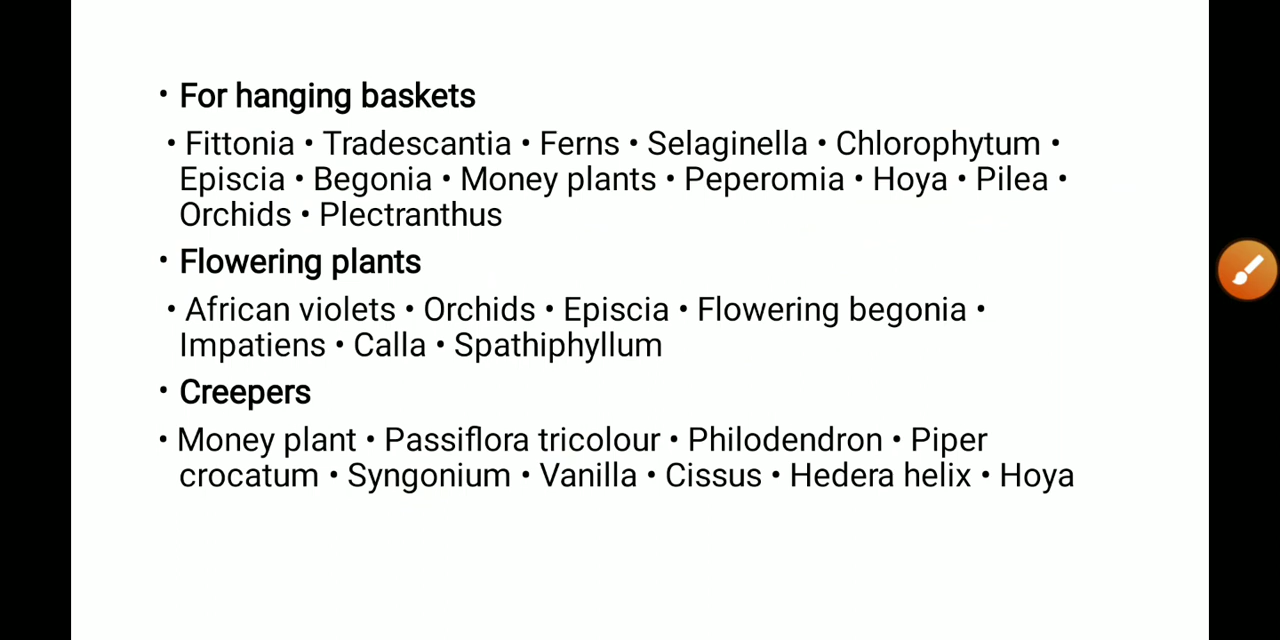 • For hanging baskets
• Fittonia • Tradescantia • Ferns • Selaginella • Chlorophytum •
Episcia • Begonia • Money plants • Peperomia • Hoya • Pilea •
Orchids • Plectranthus
• Flowering plants
• African violets • Orchids • Episcia • Flowering begonia •
Impatiens • Calla • Spathiphyllum
• Creepers
• Money plant • Passiflora tricolour • Philodendron • Piper
crocatum • Syngonium • Vanilla • Cissus • Hedera helix • Hoya